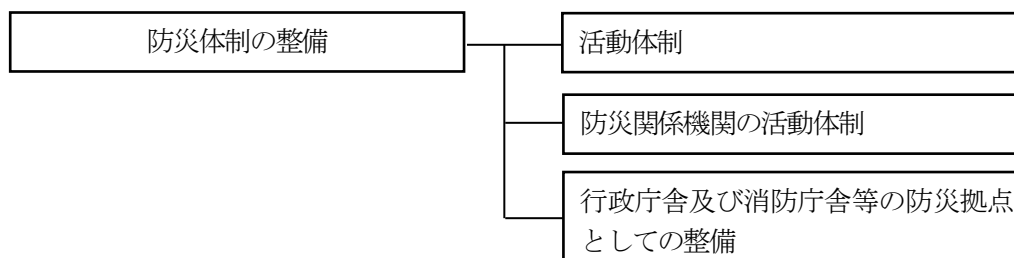 防災体制の整備
活動体制
防災関係機関の活動体制
行政庁舎及び消防庁舎等の防災拠点
としての整備